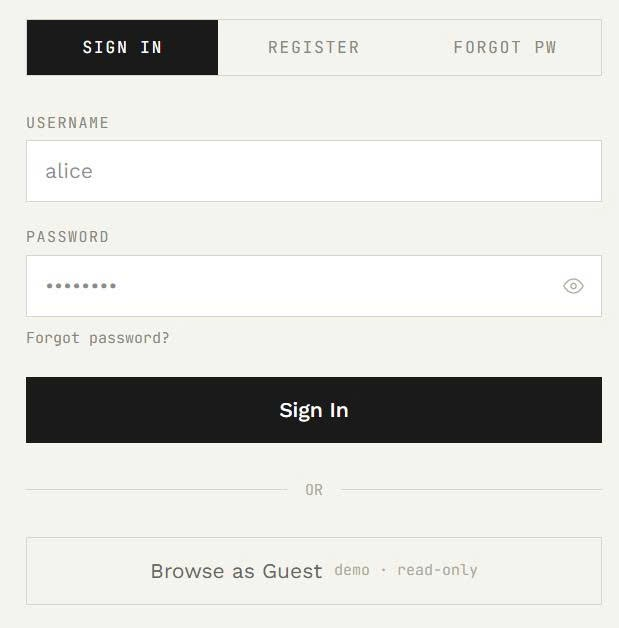 SIGN IN REGISTER FORGOT PW
USERNAME
alice
PASSWORD
••••••••
Forgot password?
Sign In
OR
Browse as Guest demo · read-only